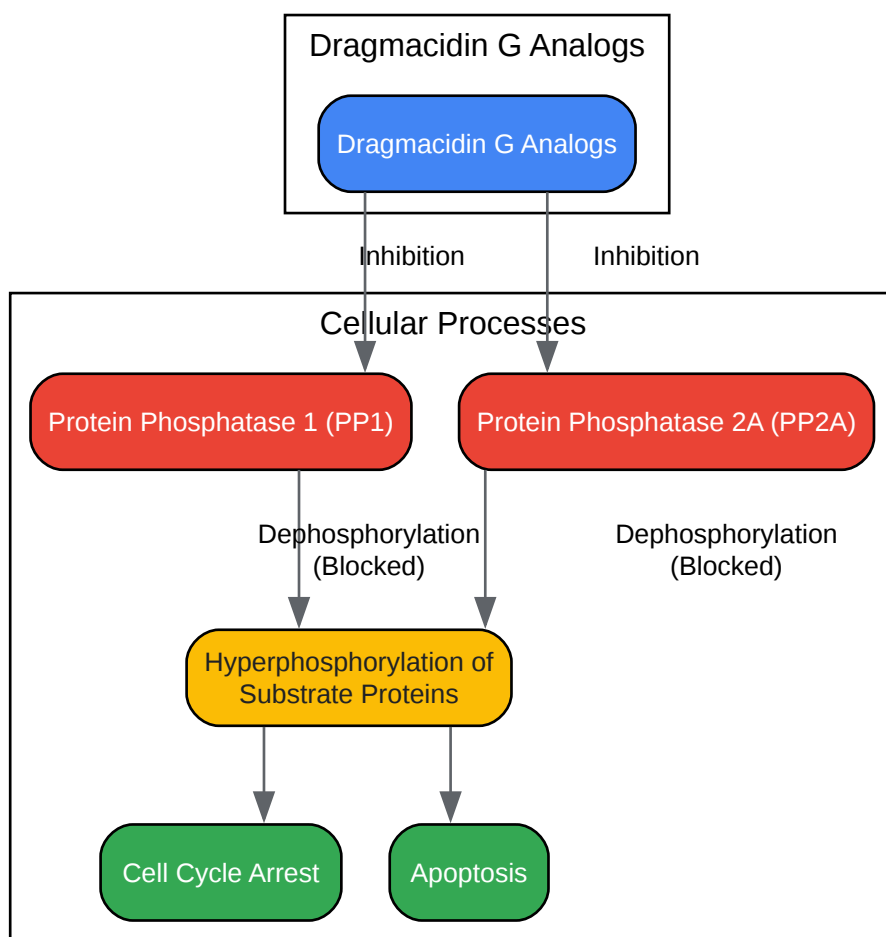 Dragmacidin G Analogs
Dragmacidin G Analogs
Inhibition
Inhibition
Cellular Processes
Protein Phosphatase 1 (PP1)
Protein Phosphatase 2A (PP2A)
Dephosphorylation
(Blocked)
Dephosphorylation
(Blocked)
Hyperphosphorylation of
Substrate Proteins
Cell Cycle Arrest
Apoptosis